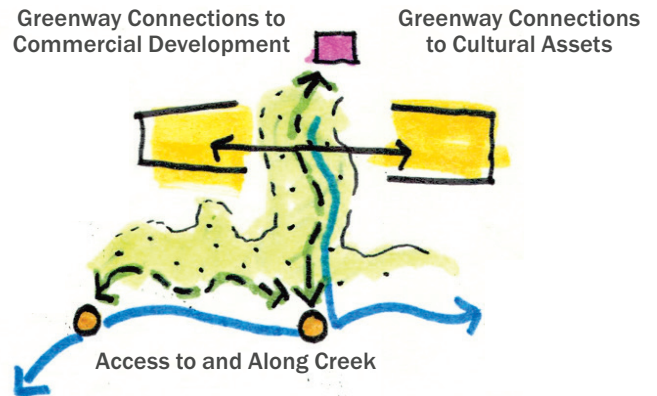 Greenway Connections to
Commercial Development
Greenway Connections
to Cultural Assets
Access to and Along Creek